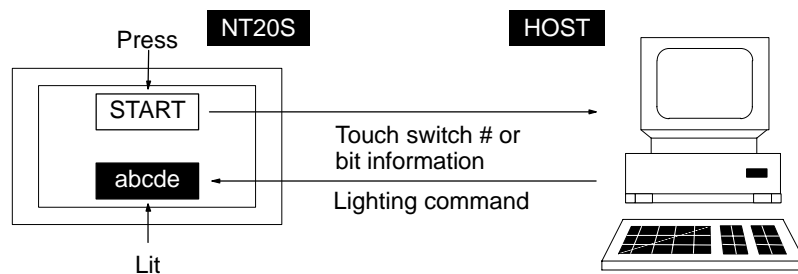 NT20S
HOST
Press
START
Touch switch # or
bit information
abcde
Lighting command
Lit